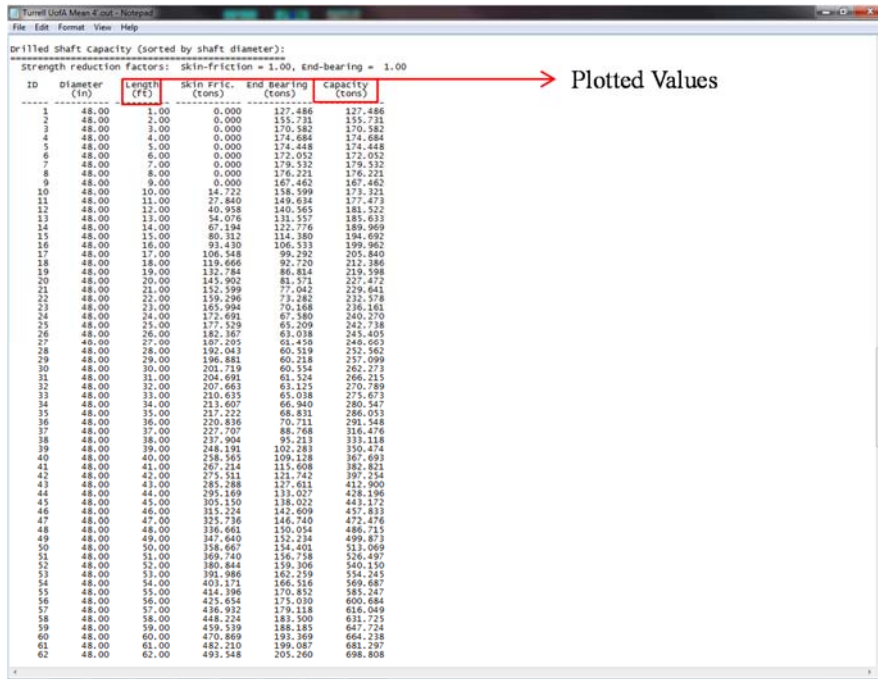 Turrell UofA Mean 4'.out - Notepad
File Edit Format View Help
Drilled Shaft Capacity (sorted by shaft diameter):
==================================================
Strength reduction factors: Skin-friction = 1.00, End-bearing = 1.00
ID Diameter Length Skin Fric. End Bearing Capacity
(in) (ft) (tons) (tons) (tons)
Plotted Values
1 48.00 1.00 0.000 127.486 127.486
2 48.00 2.00 0.000 155.731 155.731
3 48.00 3.00 0.000 170.582 170.582
4 48.00 4.00 0.000 174.684 174.684
5 48.00 5.00 0.000 174.448 174.448
6 48.00 6.00 0.000 172.052 172.052
7 48.00 7.00 0.000 179.532 179.532
8 48.00 8.00 0.000 176.221 176.221
9 48.00 9.00 0.000 167.462 167.462
10 48.00 10.00 14.722 158.599 173.321
11 48.00 11.00 27.840 149.634 177.473
12 48.00 12.00 40.958 140.565 181.522
13 48.00 13.00 54.076 131.557 185.633
14 48.00 14.00 67.194 122.776 189.969
15 48.00 15.00 80.312 114.380 194.692
16 48.00 16.00 93.430 106.533 199.962
17 48.00 17.00 106.548 99.292 205.840
18 48.00 18.00 119.666 92.720 212.386
19 48.00 19.00 132.784 86.814 219.598
20 48.00 20.00 145.902 81.571 227.472
21 48.00 21.00 152.599 77.042 229.641
22 48.00 22.00 159.296 73.282 232.578
23 48.00 23.00 165.994 70.168 236.161
24 48.00 24.00 172.691 67.580 240.270
25 48.00 25.00 177.529 65.209 242.738
26 48.00 26.00 182.367 63.038 245.405
27 48.00 27.00 187.205 61.458 248.663
28 48.00 28.00 192.043 60.519 252.562
29 48.00 29.00 196.881 60.218 257.099
30 48.00 30.00 201.719 60.554 262.273
31 48.00 31.00 204.691 61.524 266.215
32 48.00 32.00 207.663 63.125 270.789
33 48.00 33.00 210.635 65.038 275.673
34 48.00 34.00 213.607 66.940 280.547
35 48.00 35.00 217.222 68.831 286.053
36 48.00 36.00 220.836 70.711 291.548
37 48.00 37.00 227.707 88.768 316.476
38 48.00 38.00 237.904 95.213 333.118
39 48.00 39.00 248.191 102.283 350.474
40 48.00 40.00 258.565 109.128 367.693
41 48.00 41.00 267.214 115.608 382.821
42 48.00 42.00 275.511 121.742 397.254
43 48.00 43.00 285.288 127.611 412.900
44 48.00 44.00 295.169 133.027 428.196
45 48.00 45.00 305.150 138.022 443.172
46 48.00 46.00 315.224 142.609 457.833
47 48.00 47.00 325.736 146.740 472.476
48 48.00 48.00 336.661 150.054 486.715
49 48.00 49.00 347.640 152.234 499.873
50 48.00 50.00 358.667 154.401 513.069
51 48.00 51.00 369.740 156.758 526.497
52 48.00 52.00 380.844 159.306 540.150
53 48.00 53.00 391.986 162.259 554.245
54 48.00 54.00 403.171 166.516 569.687
55 48.00 55.00 414.396 170.852 585.247
56 48.00 56.00 425.654 175.030 600.684
57 48.00 57.00 436.932 179.118 616.049
58 48.00 58.00 448.224 183.500 631.725
59 48.00 59.00 459.539 188.185 647.724
60 48.00 60.00 470.869 193.369 664.238
61 48.00 61.00 482.210 199.087 681.297
62 48.00 62.00 493.548 205.260 698.808